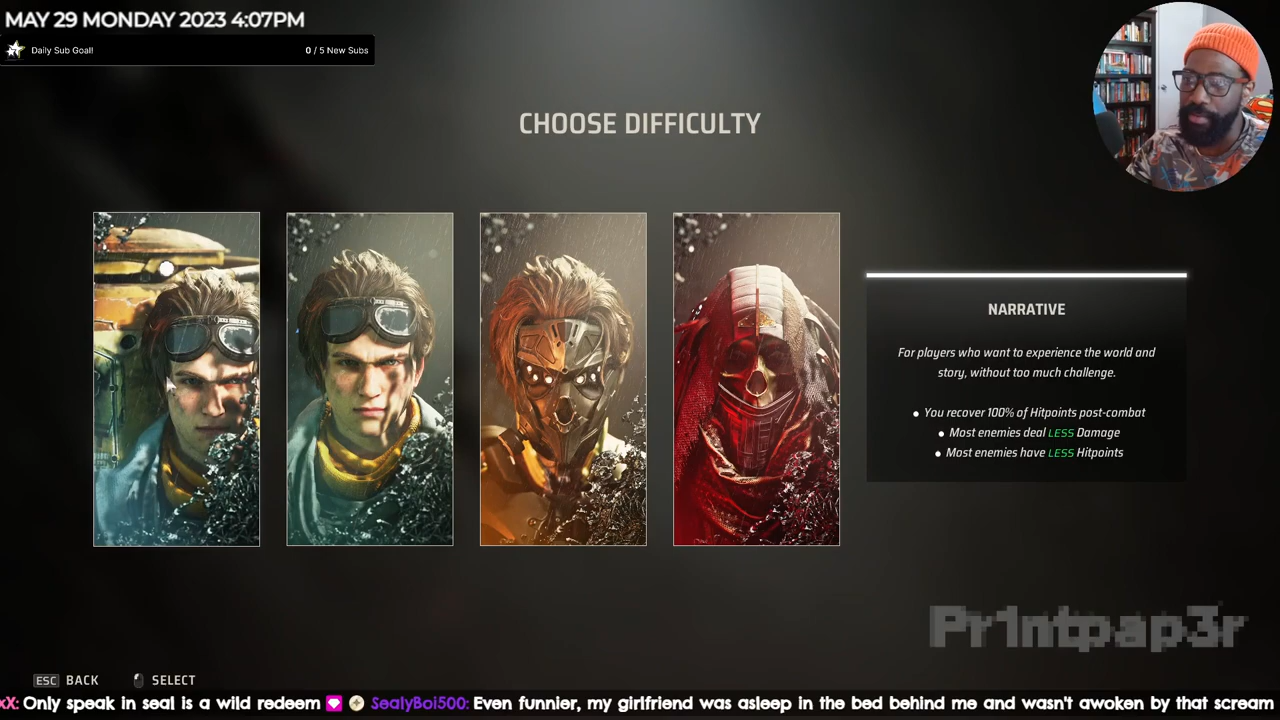 MAY 29 MONDAY 2023 4:07PM
Daily Sub Goal! 0 / 5 New Subs
CHOOSE DIFFICULTY
NARRATIVE
For players who want to experience the world and
story, without too much challenge.
● You recover 100% of Hitpoints post-combat
● Most enemies deal LESS Damage
● Most enemies have LESS Hitpoints
Pr1ntpap3r
ESC BACK SELECT
xX: Only speak in seal is a wild redeem SealyBoi500: Even funnier, my girlfriend was asleep in the bed behind me and wasn't awoken by that scream